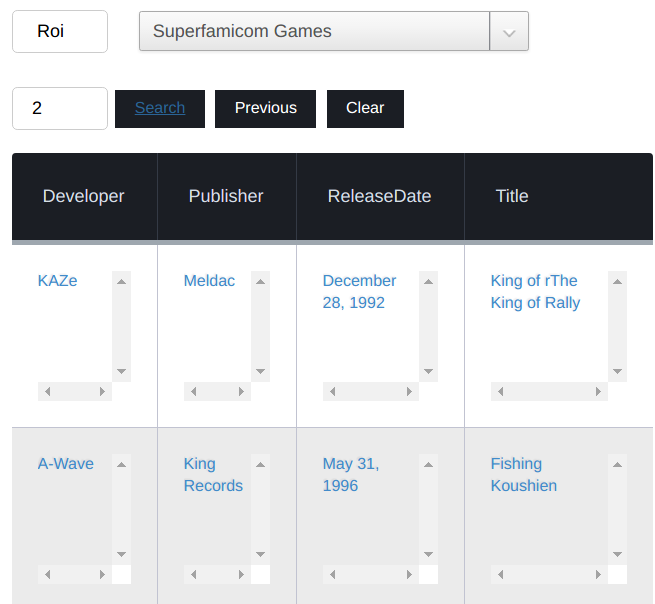 Roi
Superfamicom Games
2
Search
Previous
Clear
Developer
Publisher
ReleaseDate
Title
KAZe
Meldac
December
28, 1992
King of rThe
King of Rally
A-Wave
King
Records
May 31,
1996
Fishing
Koushien